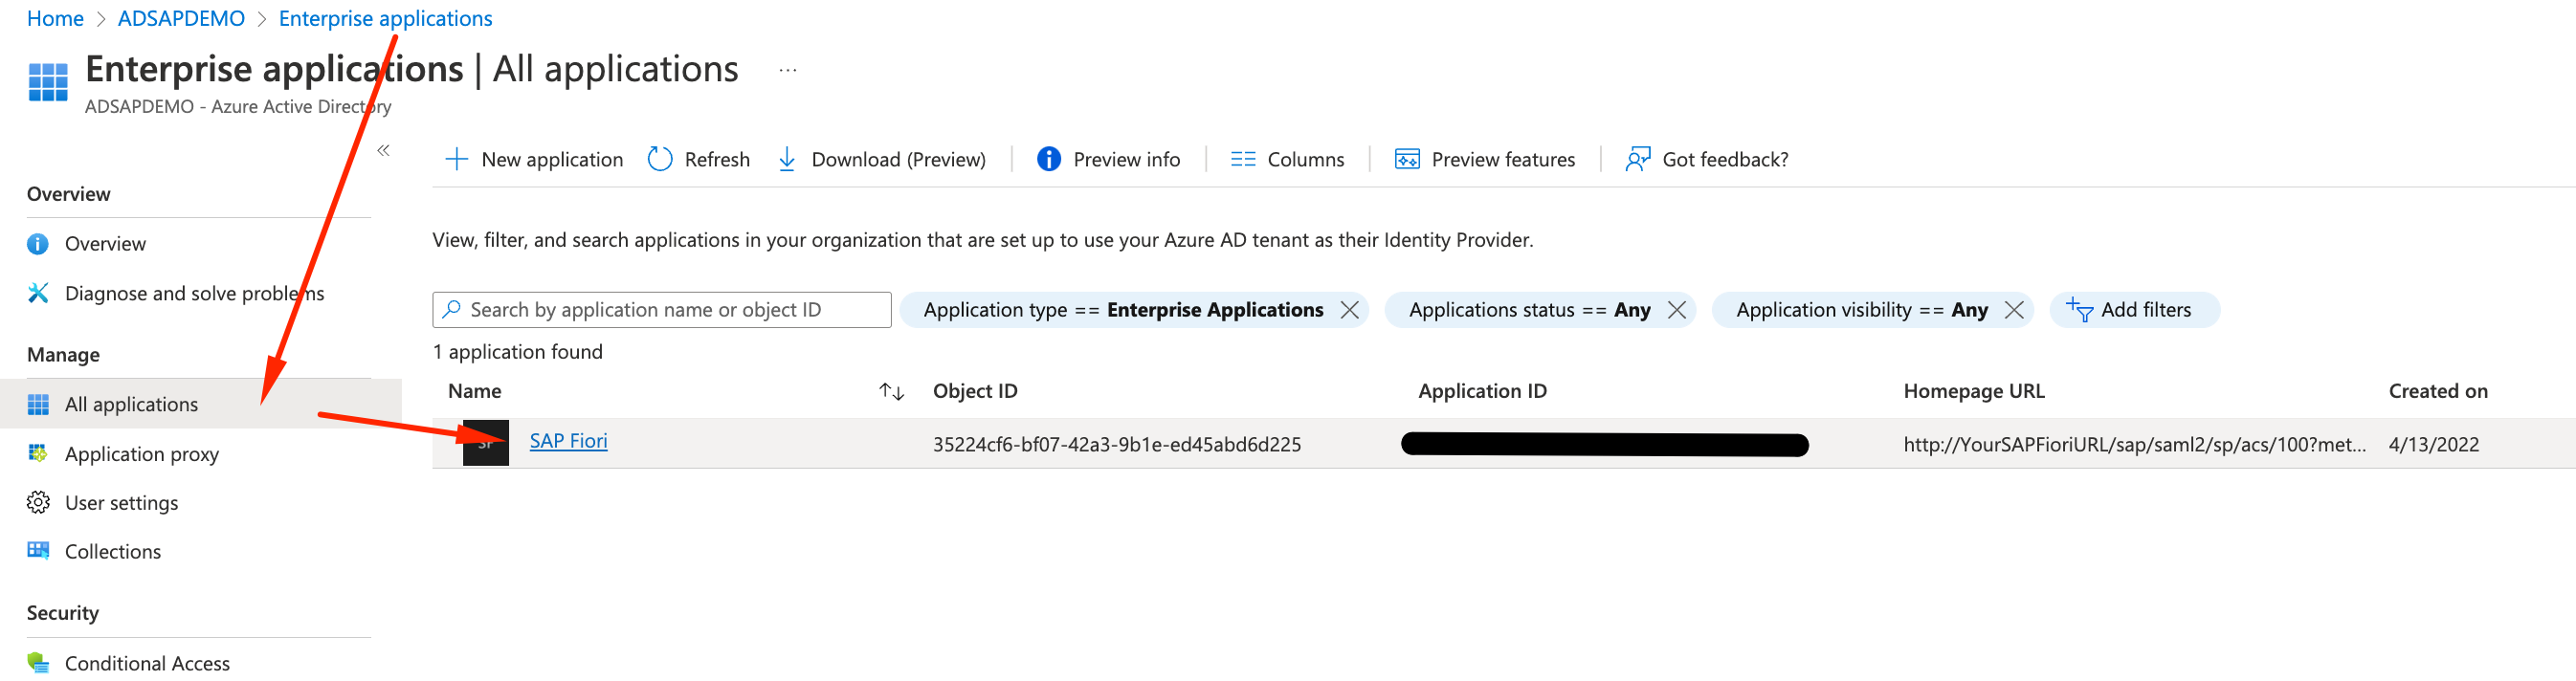 Home > ADSAPDEMO > Enterprise applications
Enterprise applications | All applications ...
ADSAPDEMO - Azure Active Directory
Overview
Overview
Diagnose and solve problems
Manage
All applications
Application proxy
User settings
Collections
Security
Conditional Access
New application Refresh Download (Preview) Preview info Columns Preview features Got feedback?
View, filter, and search applications in your organization that are set up to use your Azure AD tenant as their Identity Provider.
Search by application name or object ID Application type == Enterprise Applications Applications status == Any Application visibility == Any Add filters
1 application found
Name Object ID Application ID Homepage URL Created on
SF SAP Fiori 35224cf6-bf07-42a3-9b1e-ed45abd6d225 http://YourSAPFioriURL/sap/saml2/sp/acs/100?met... 4/13/2022